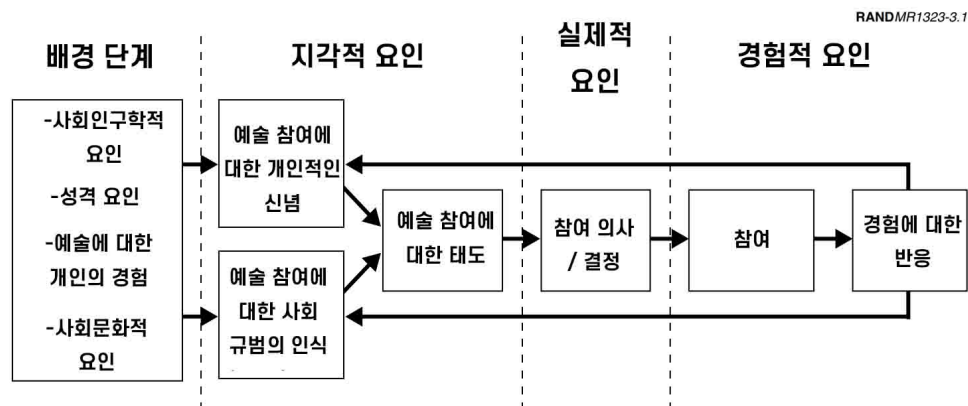 RANDMR1323-3.1
배경 단계
지각적 요인
실제적
요인
경험적 요인
-사회인구학적
요인
-성격 요인
-예술에 대한
개인의 경험
-사회문화적
요인
예술 참여에
대한 개인적인
신념
예술 참여에
대한 사회
규범의 인식
예술 참여에
대한 태도
참여 의사
/ 결정
참여
경험에 대한
반응